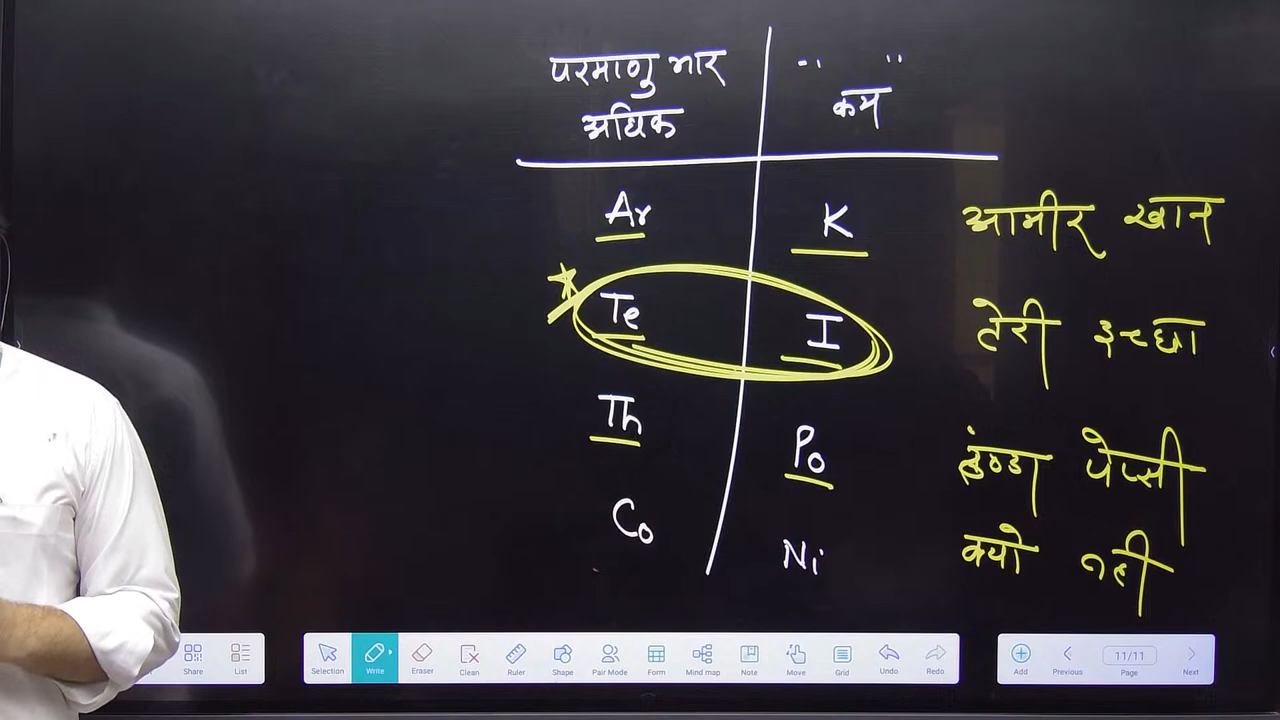 परमाणु भार
अधिक
" "
कम
Ar K आमीर खान
Te I तेरी इच्छा
Th Po ठंण्डा पेप्सी
Co Ni क्यो नही
Share List Selection Write Eraser Clean Ruler Shape Pair Mode Form Mind map Note Move Grid Undo Redo Add Previous 11/11 Page Next